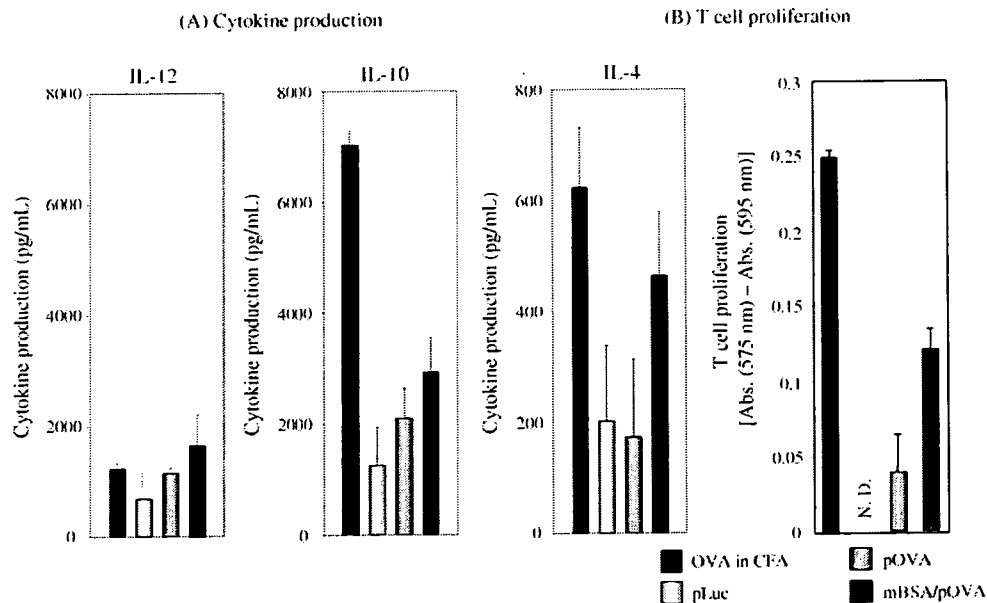 (A) Cytokine production
(B) T cell proliferation
IL-12
IL-10
IL-4
Cytokine production (pg/mL)
8000
6000
4000
2000
0
Cytokine production (pg/mL)
8000
6000
4000
2000
0
Cytokine production (pg/mL)
800
600
400
200
0
T cell proliferation
[Abs. (575 nm) – Abs. (595 nm)]
0.3
0.25
0.2
0.15
0.1
0.05
0
N. D.
OVA in CFA
pOVA
pLuc
mBSA/pOVA